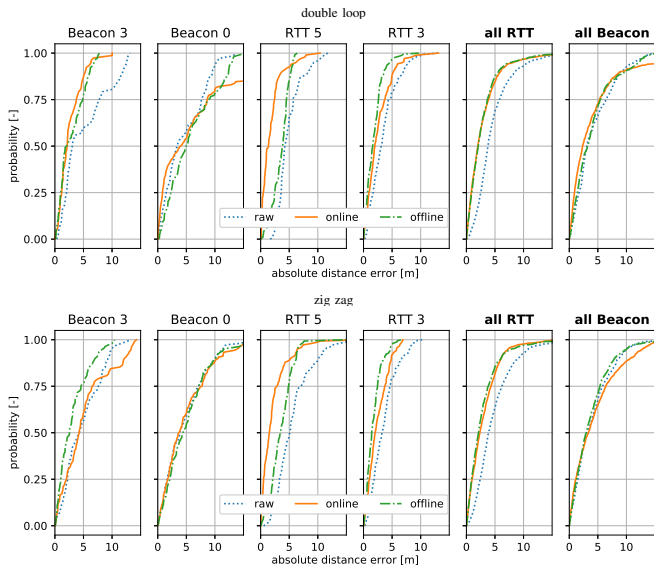 double loop
Beacon 3 Beacon 0 RTT 5 RTT 3 all RTT all Beacon
1.00
0.75
0.50
0.25
0.00
probability [-]
raw online offline
0 5 10 0 5 10 0 5 10 0 5 10 0 5 10 0 5 10
absolute distance error [m]
zig zag
Beacon 3 Beacon 0 RTT 5 RTT 3 all RTT all Beacon
1.00
0.75
0.50
0.25
0.00
probability [-]
raw online offline
0 5 10 0 5 10 0 5 10 0 5 10 0 5 10 0 5 10
absolute distance error [m]